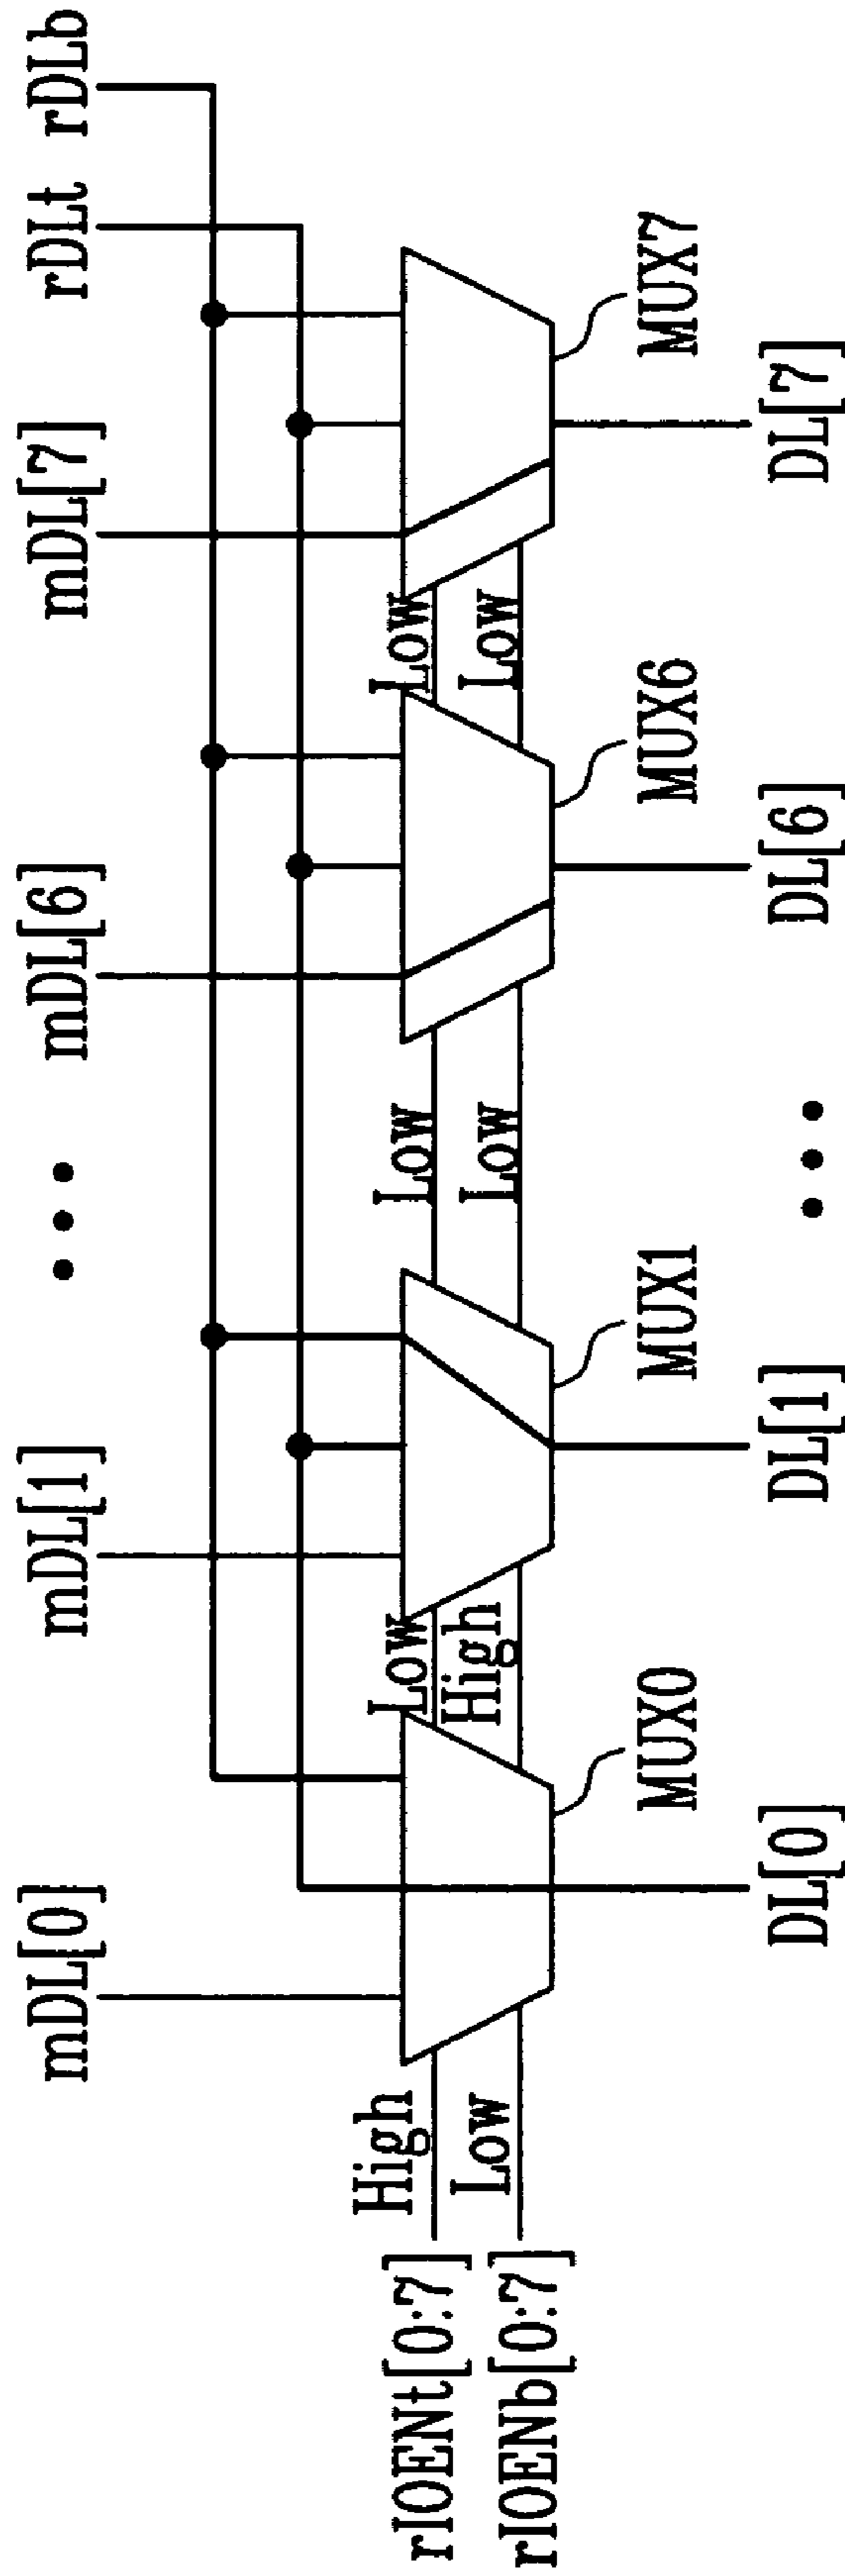 mDL[0] mDL[1] • • • mDL[6] mDL[7] rDLt rDLb
rIOENt[0:7] High Low Low Low
rIOENb[0:7] Low High Low Low
MUX0 MUX1 MUX6 MUX7
DL[0] DL[1] • • • DL[6] DL[7]